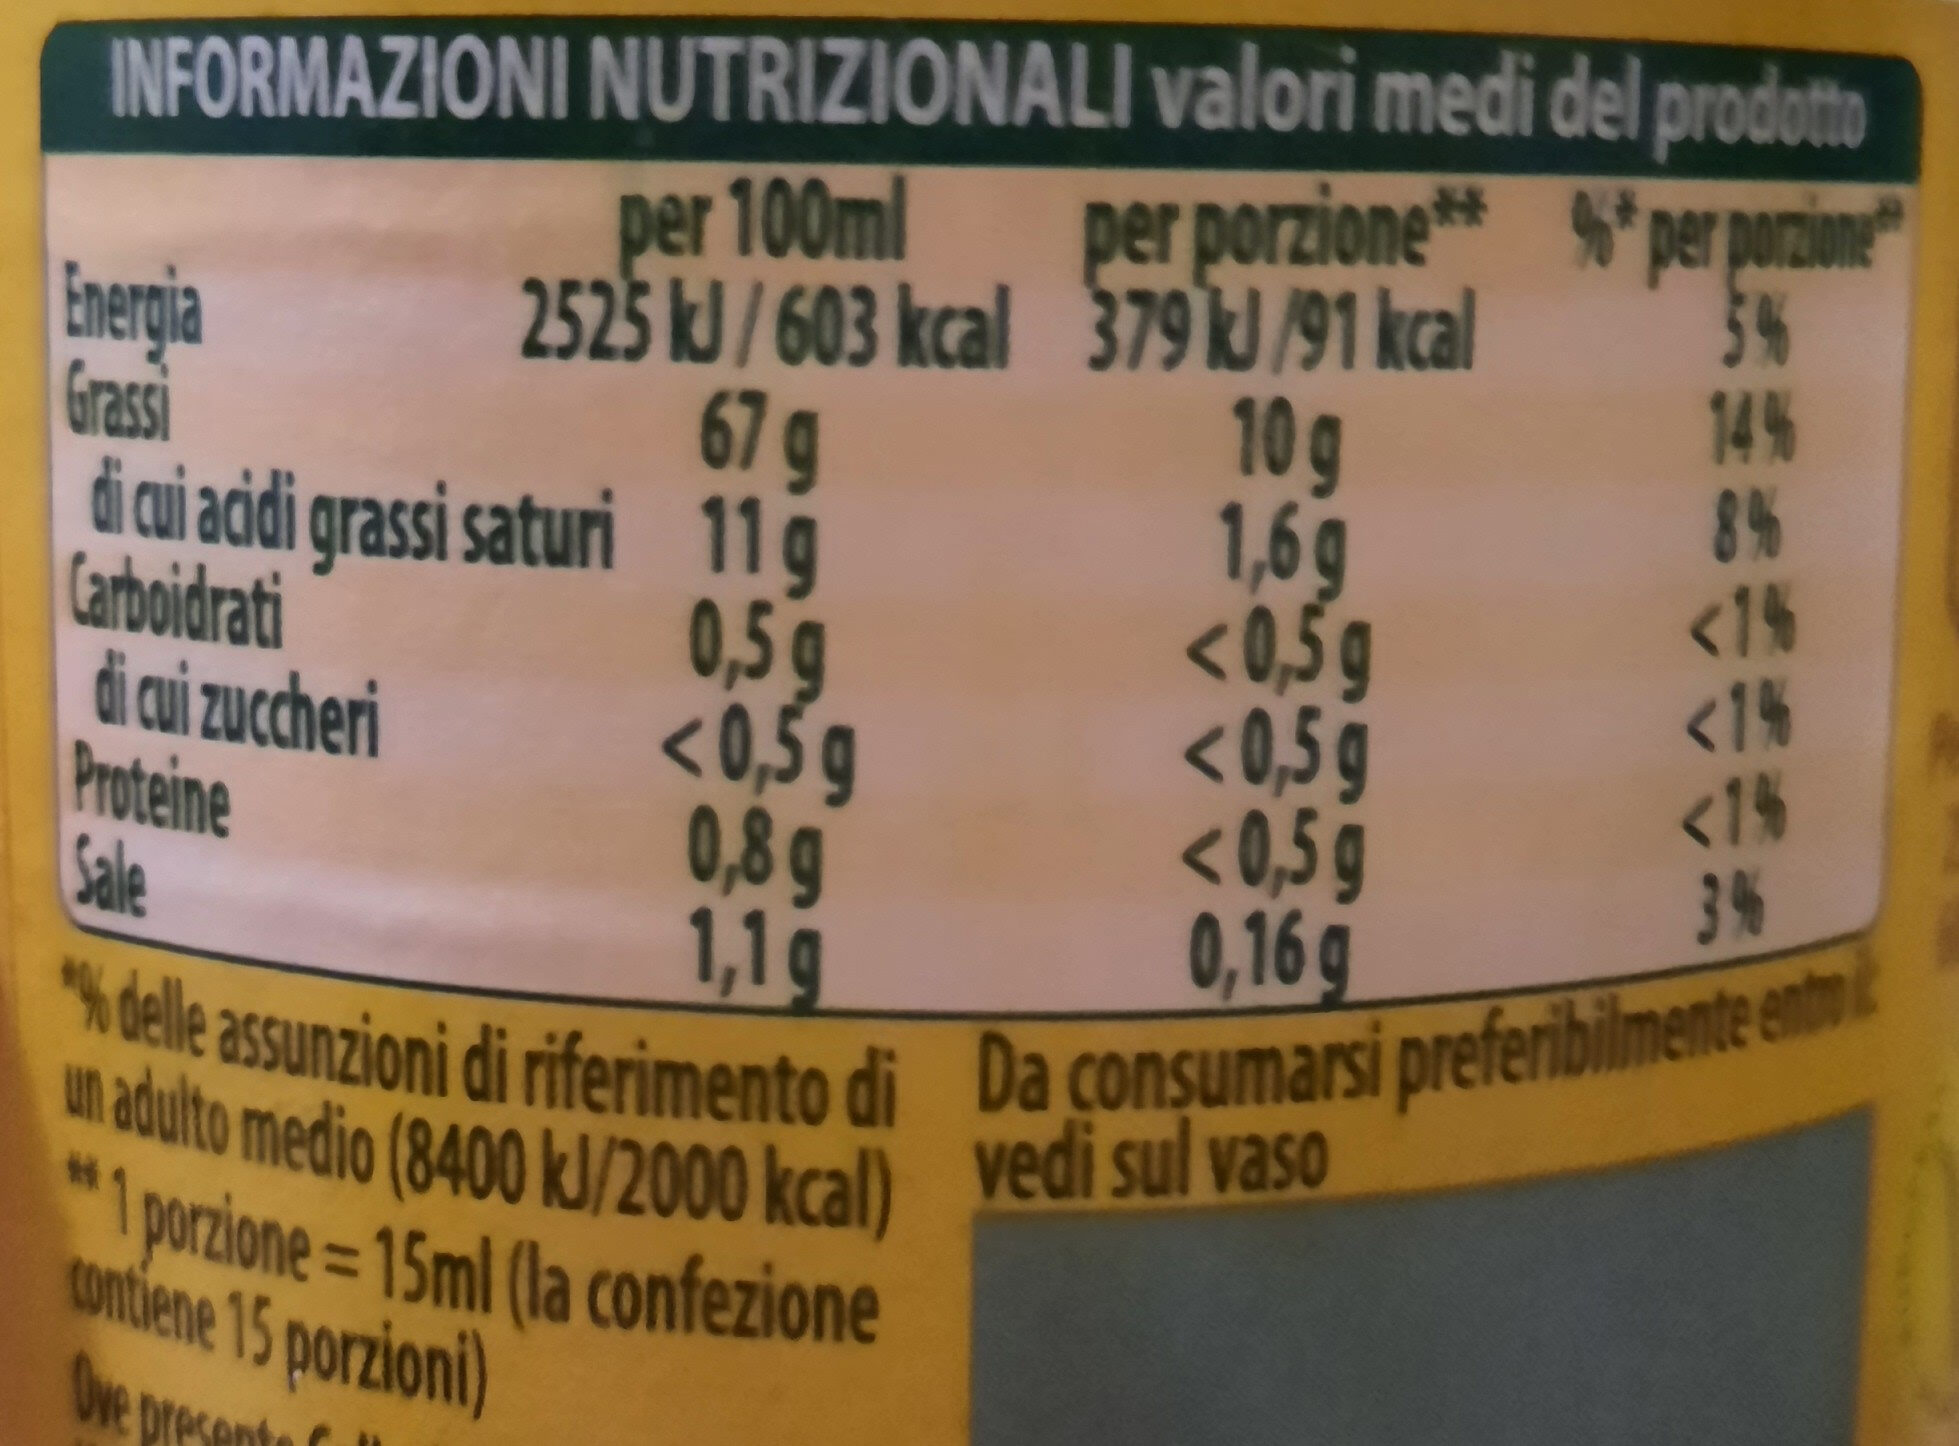 INFORMAZIONI NUTRIZIONALI valori medi del prodotto
per 100ml per porzione** %* per porzione**
Energia 2525 kJ / 603 kcal 379 kJ /91 kcal 5%
Grassi 67 g 10 g 14%
di cui acidi grassi saturi 11 g 1,6 g 8%
Carboidrati 0,5 g < 0,5 g <1%
di cui zuccheri < 0,5 g < 0,5 g <1%
Proteine 0,8 g < 0,5 g <1%
Sale 1,1 g 0,16 g 3%
*% delle assunzioni di riferimento di
un adulto medio (8400 kJ/2000 kcal)
** 1 porzione = 15ml (la confezione
contiene 15 porzioni)
Ove presente
Da consumarsi preferibilmente entro il:
vedi sul vaso